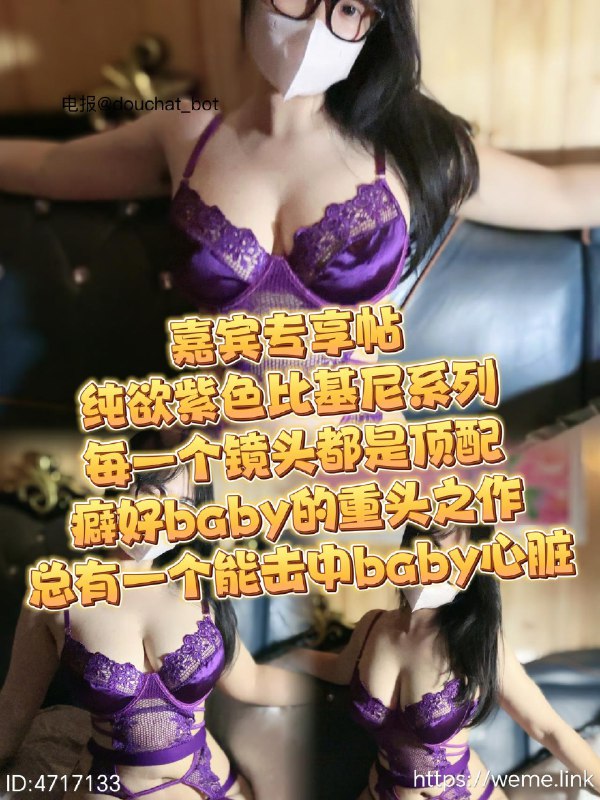 电报@douchat_bot
嘉宾专享帖
纯欲紫色比基尼系列
每一个镜头都是顶配
癖好baby的重头之作
总有一个能击中baby心脏
ID:4717133
https://weme.link